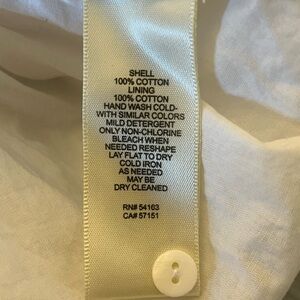 SHELL
100% COTTON
LINING
100% COTTON
HAND WASH COLD-
WITH SIMILAR COLORS
MILD DETERGENT
ONLY NON-CHLORINE
BLEACH WHEN
NEEDED RESHAPE
LAY FLAT TO DRY
COLD IRON
AS NEEDED
MAY BE
DRY CLEANED
RN# 54163
CA# 57151